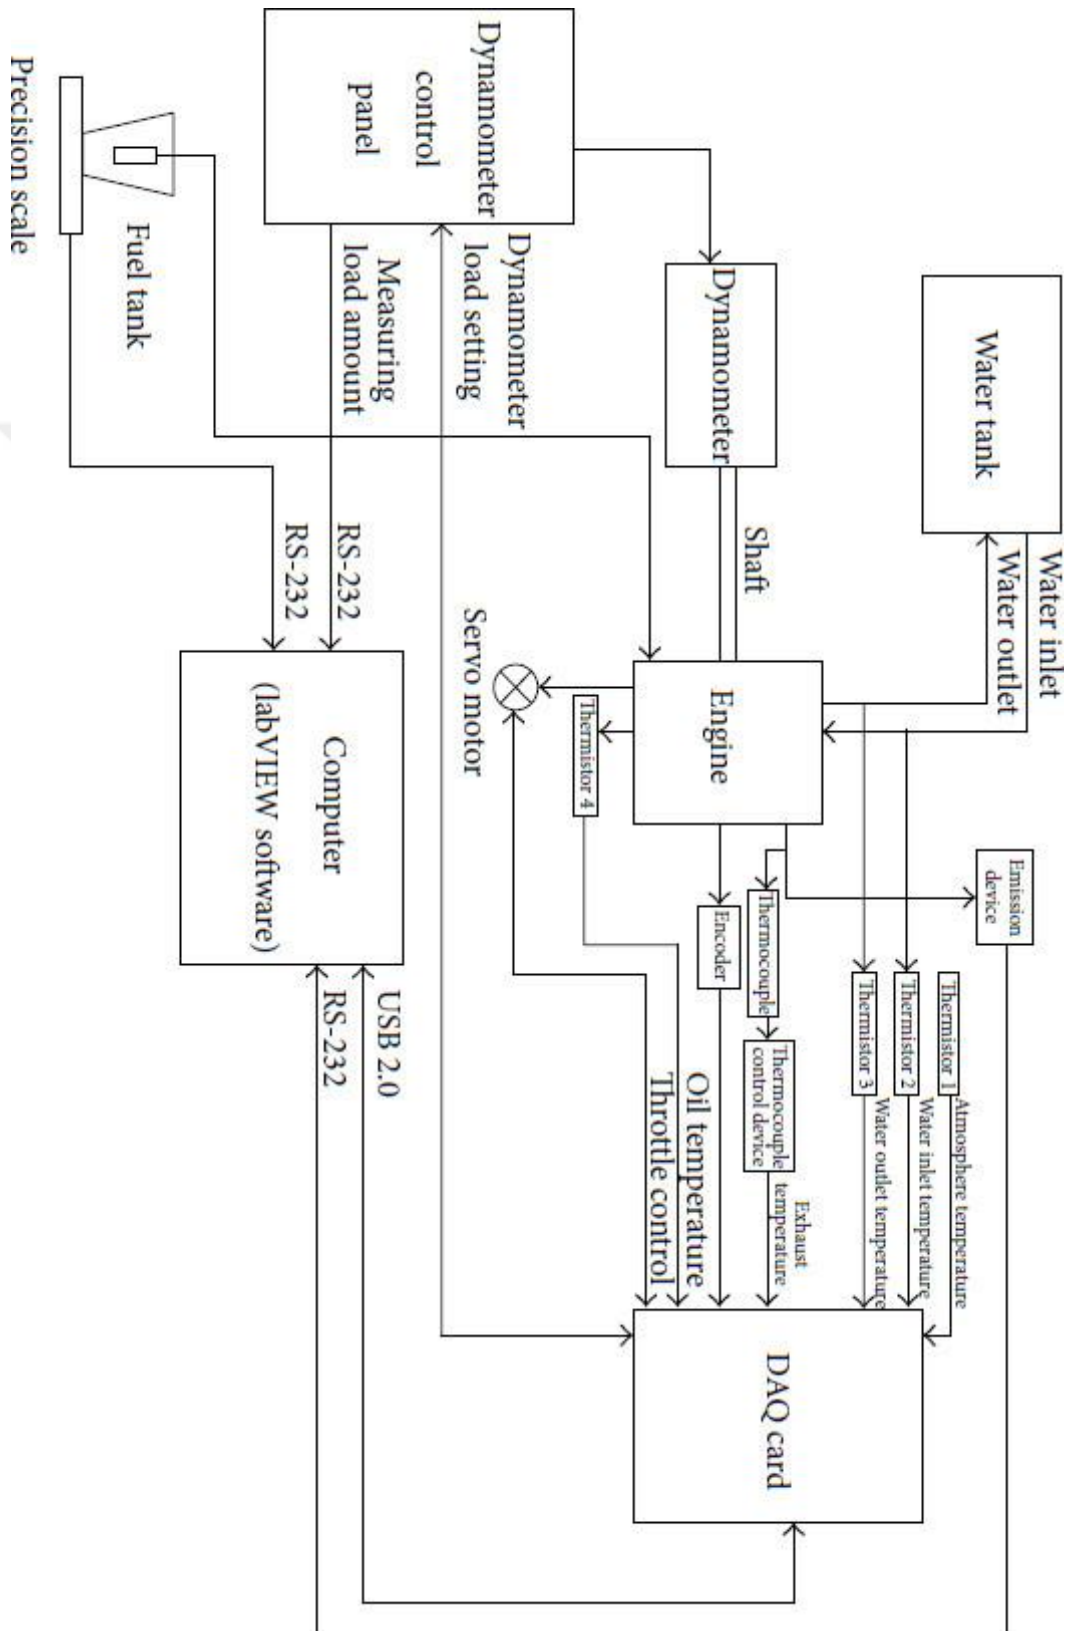 Water tank
Water inlet
Water outlet
Emission
device
Thermistor 1
Atmosphere temperature
Thermistor 2
Water inlet temperature
Thermistor 3
Water outlet temperature
Dynamometer
Shaft
Engine
Thermocouple
Thermocouple
control device
Exhaust
temperature
Encoder
DAQ card
Thermistor 4
Oil temperature
Throttle control
Servo motor
Dynamometer
control
panel
Dynamometer
load setting
Measuring
load amount
RS-232
RS-232
Computer
(labVIEW software)
USB 2.0
RS-232
Fuel tank
Precision scale